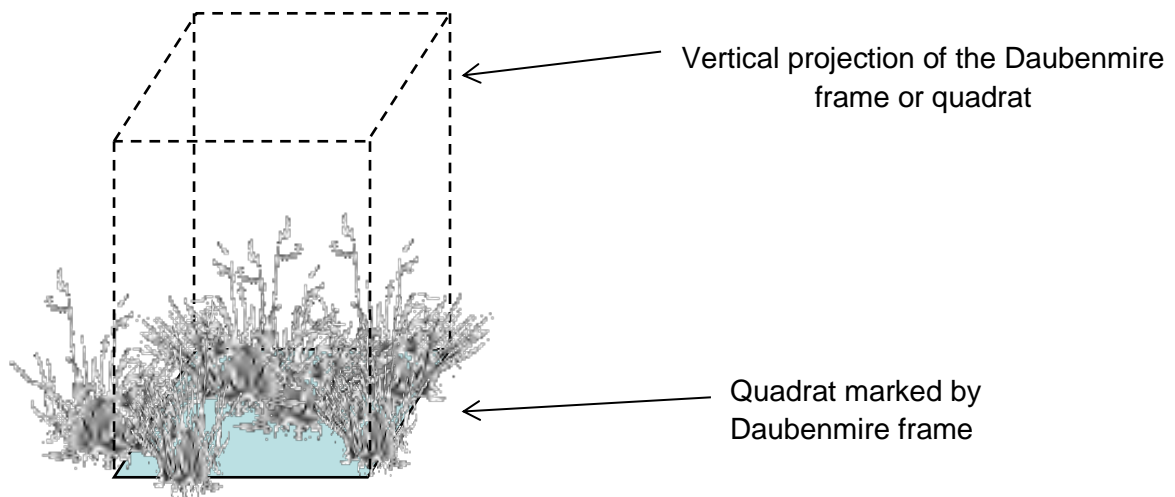 Vertical projection of the Daubenmire
frame or quadrat
Quadrat marked by
Daubenmire frame